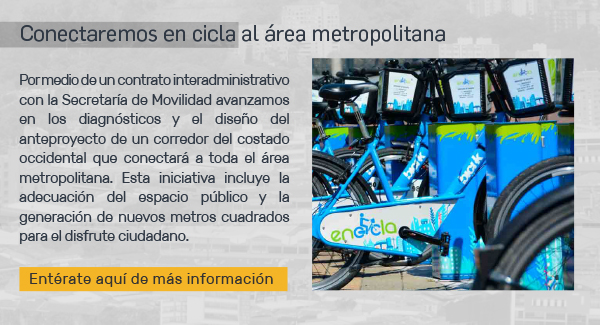 Conectaremos en cicla al área metropolitana
Por medio de un contrato interadministrativo
con la Secretaría de Movilidad avanzamos
en los diagnósticos y el diseño del
anteproyecto de un corredor del costado
occidental que conectará a toda el área
metropolitana. Esta iniciativa incluye la
adecuación del espacio público y la
generación de nuevos metros cuadrados
para el disfrute ciudadano.
Entérate aquí de más información
encicla